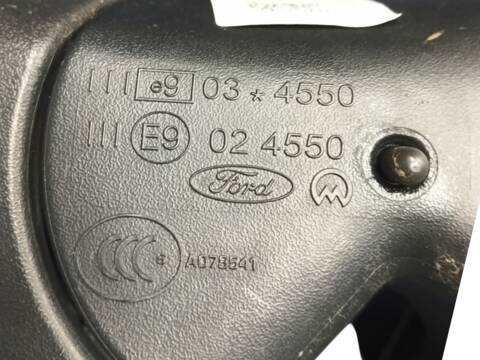 III e9 03 * 4550
III E9 02 4550
Ford M
CCC S A078541